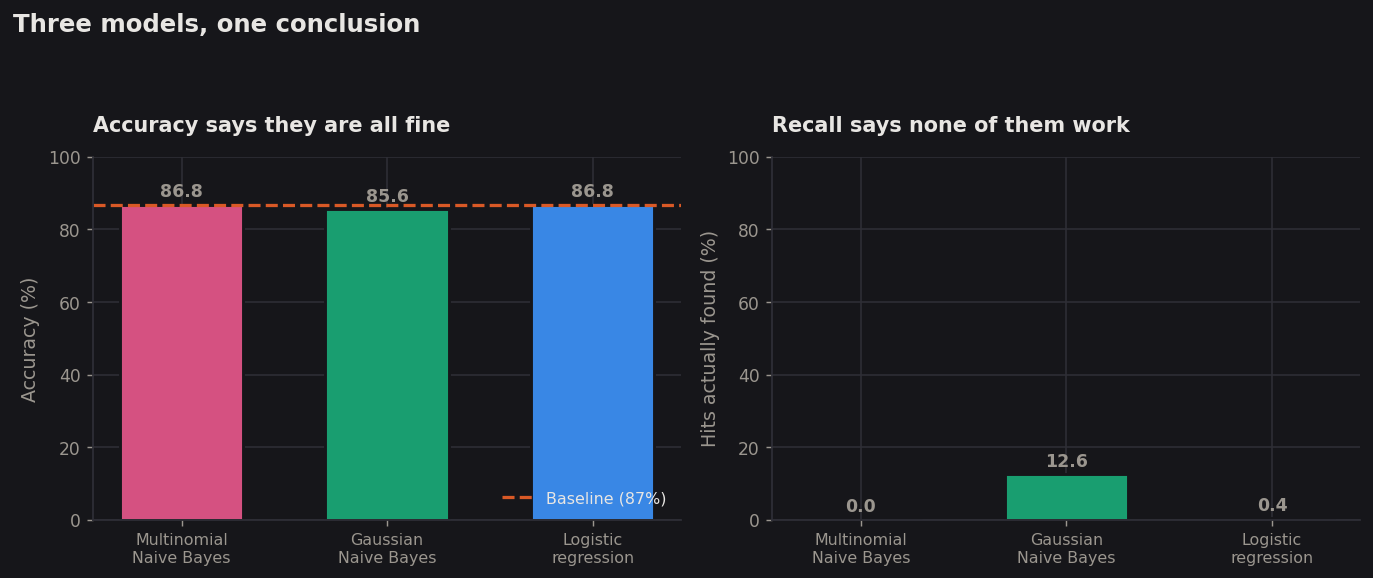 Three models, one conclusion
Accuracy says they are all fine
Accuracy (%)
100
80
60
40
20
0
86.8
85.6
86.8
Baseline (87%)
Multinomial
Naive Bayes
Gaussian
Naive Bayes
Logistic
regression
Recall says none of them work
Hits actually found (%)
100
80
60
40
20
0
0.0
12.6
0.4
Multinomial
Naive Bayes
Gaussian
Naive Bayes
Logistic
regression